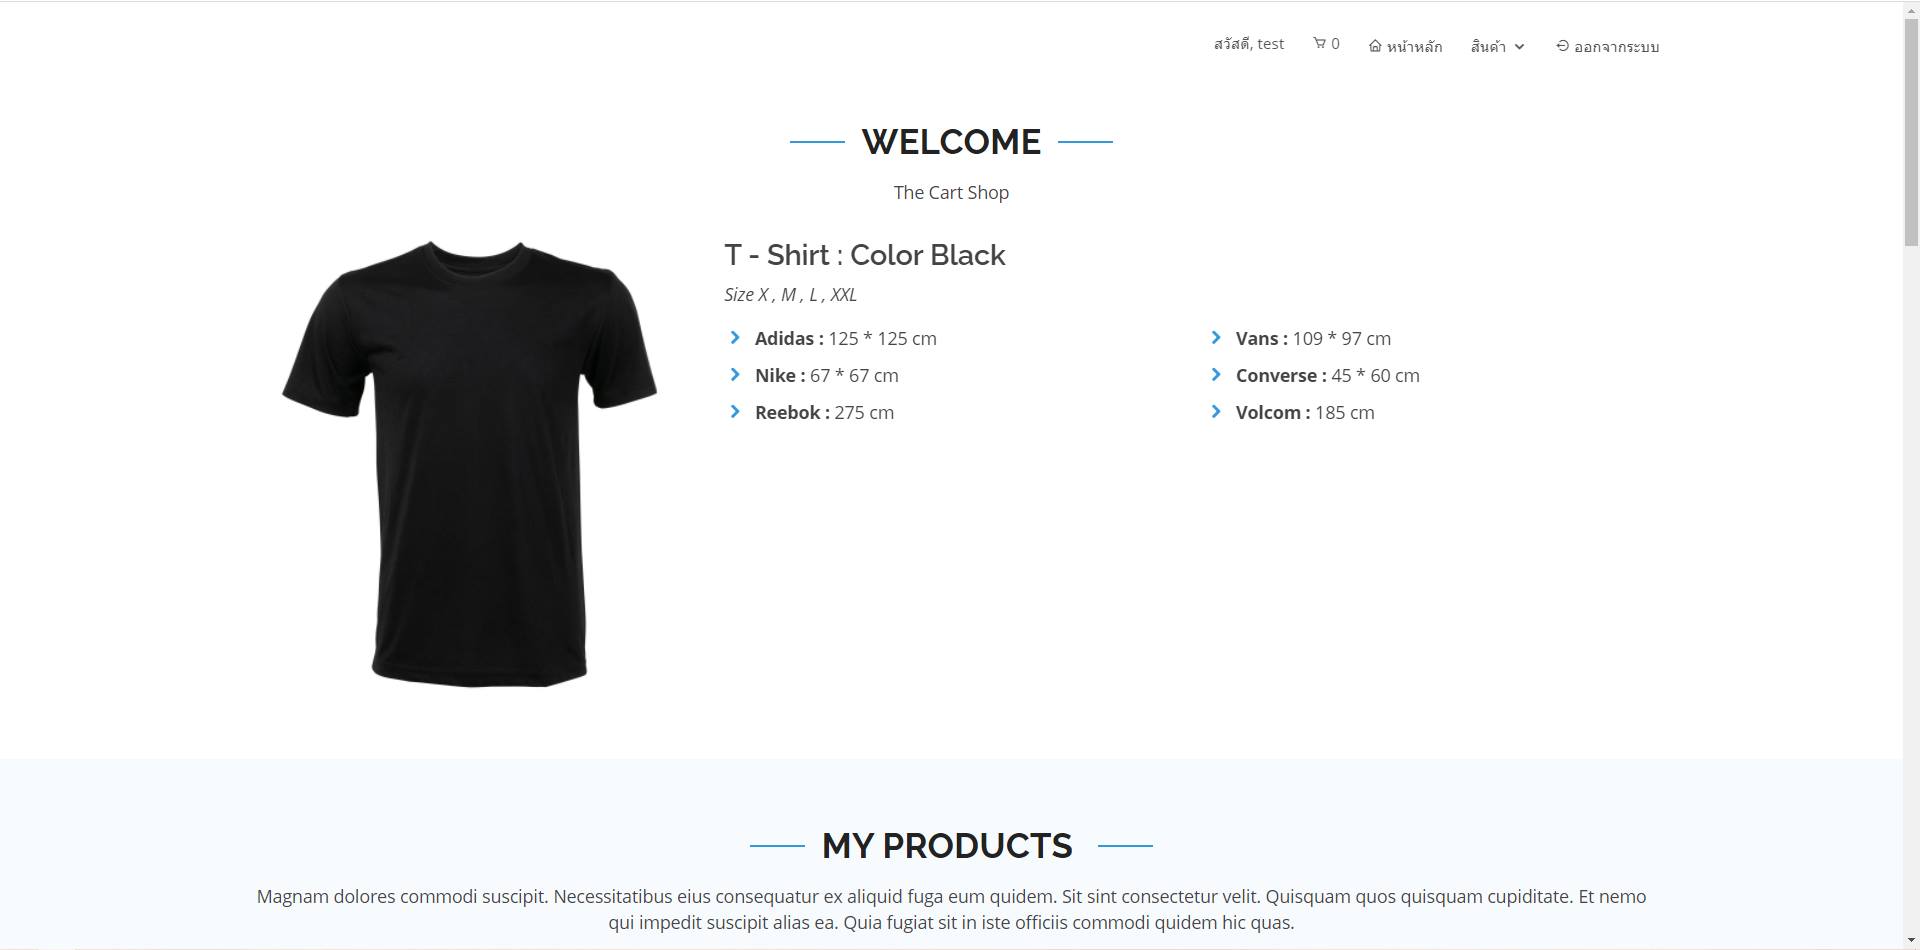 สวัสดี, test 0 หน้าหลัก สินค้า ออกจากระบบ
WELCOME
The Cart Shop
T - Shirt : Color Black
Size X , M , L , XXL
Adidas : 125 * 125 cm
Nike : 67 * 67 cm
Reebok : 275 cm
Vans : 109 * 97 cm
Converse : 45 * 60 cm
Volcom : 185 cm
MY PRODUCTS
Magnam dolores commodi suscipit. Necessitatibus eius consequatur ex aliquid fuga eum quidem. Sit sint consectetur velit. Quisquam quos quisquam cupiditate. Et nemo
qui impedit suscipit alias ea. Quia fugiat sit in iste officiis commodi quidem hic quas.